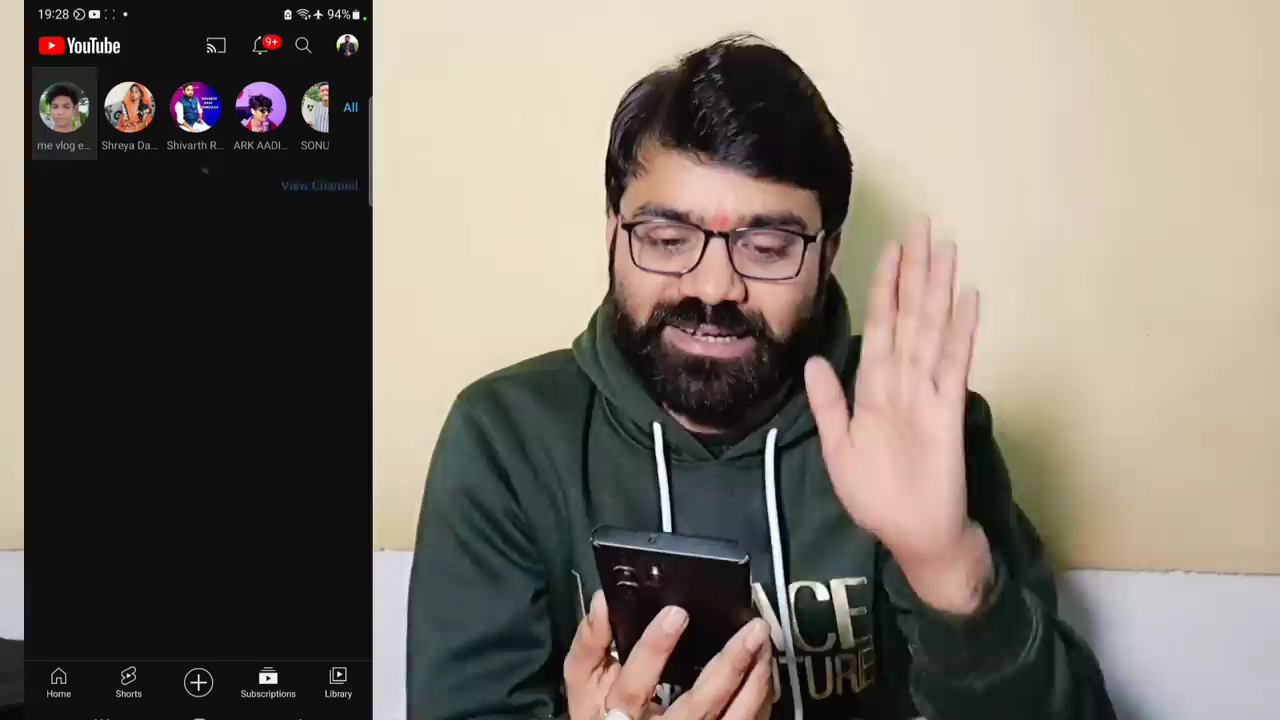 19:28 94%
YouTube 9+
me vlog e... Shreya Da... Shivarth R... ARK AADI... SONU All
View Channel
Home Shorts Subscriptions Library
NCE
TURE